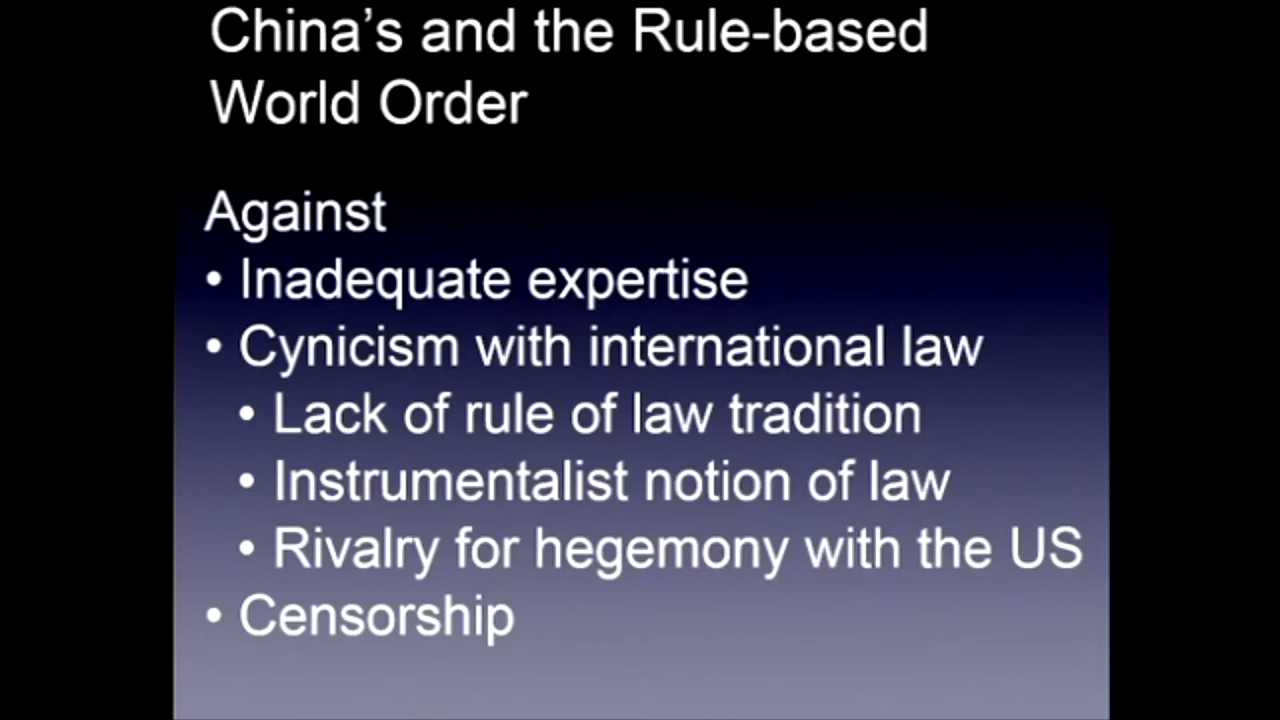 China’s and the Rule-based
World Order
Against
• Inadequate expertise
• Cynicism with international law
• Lack of rule of law tradition
• Instrumentalist notion of law
• Rivalry for hegemony with the US
• Censorship